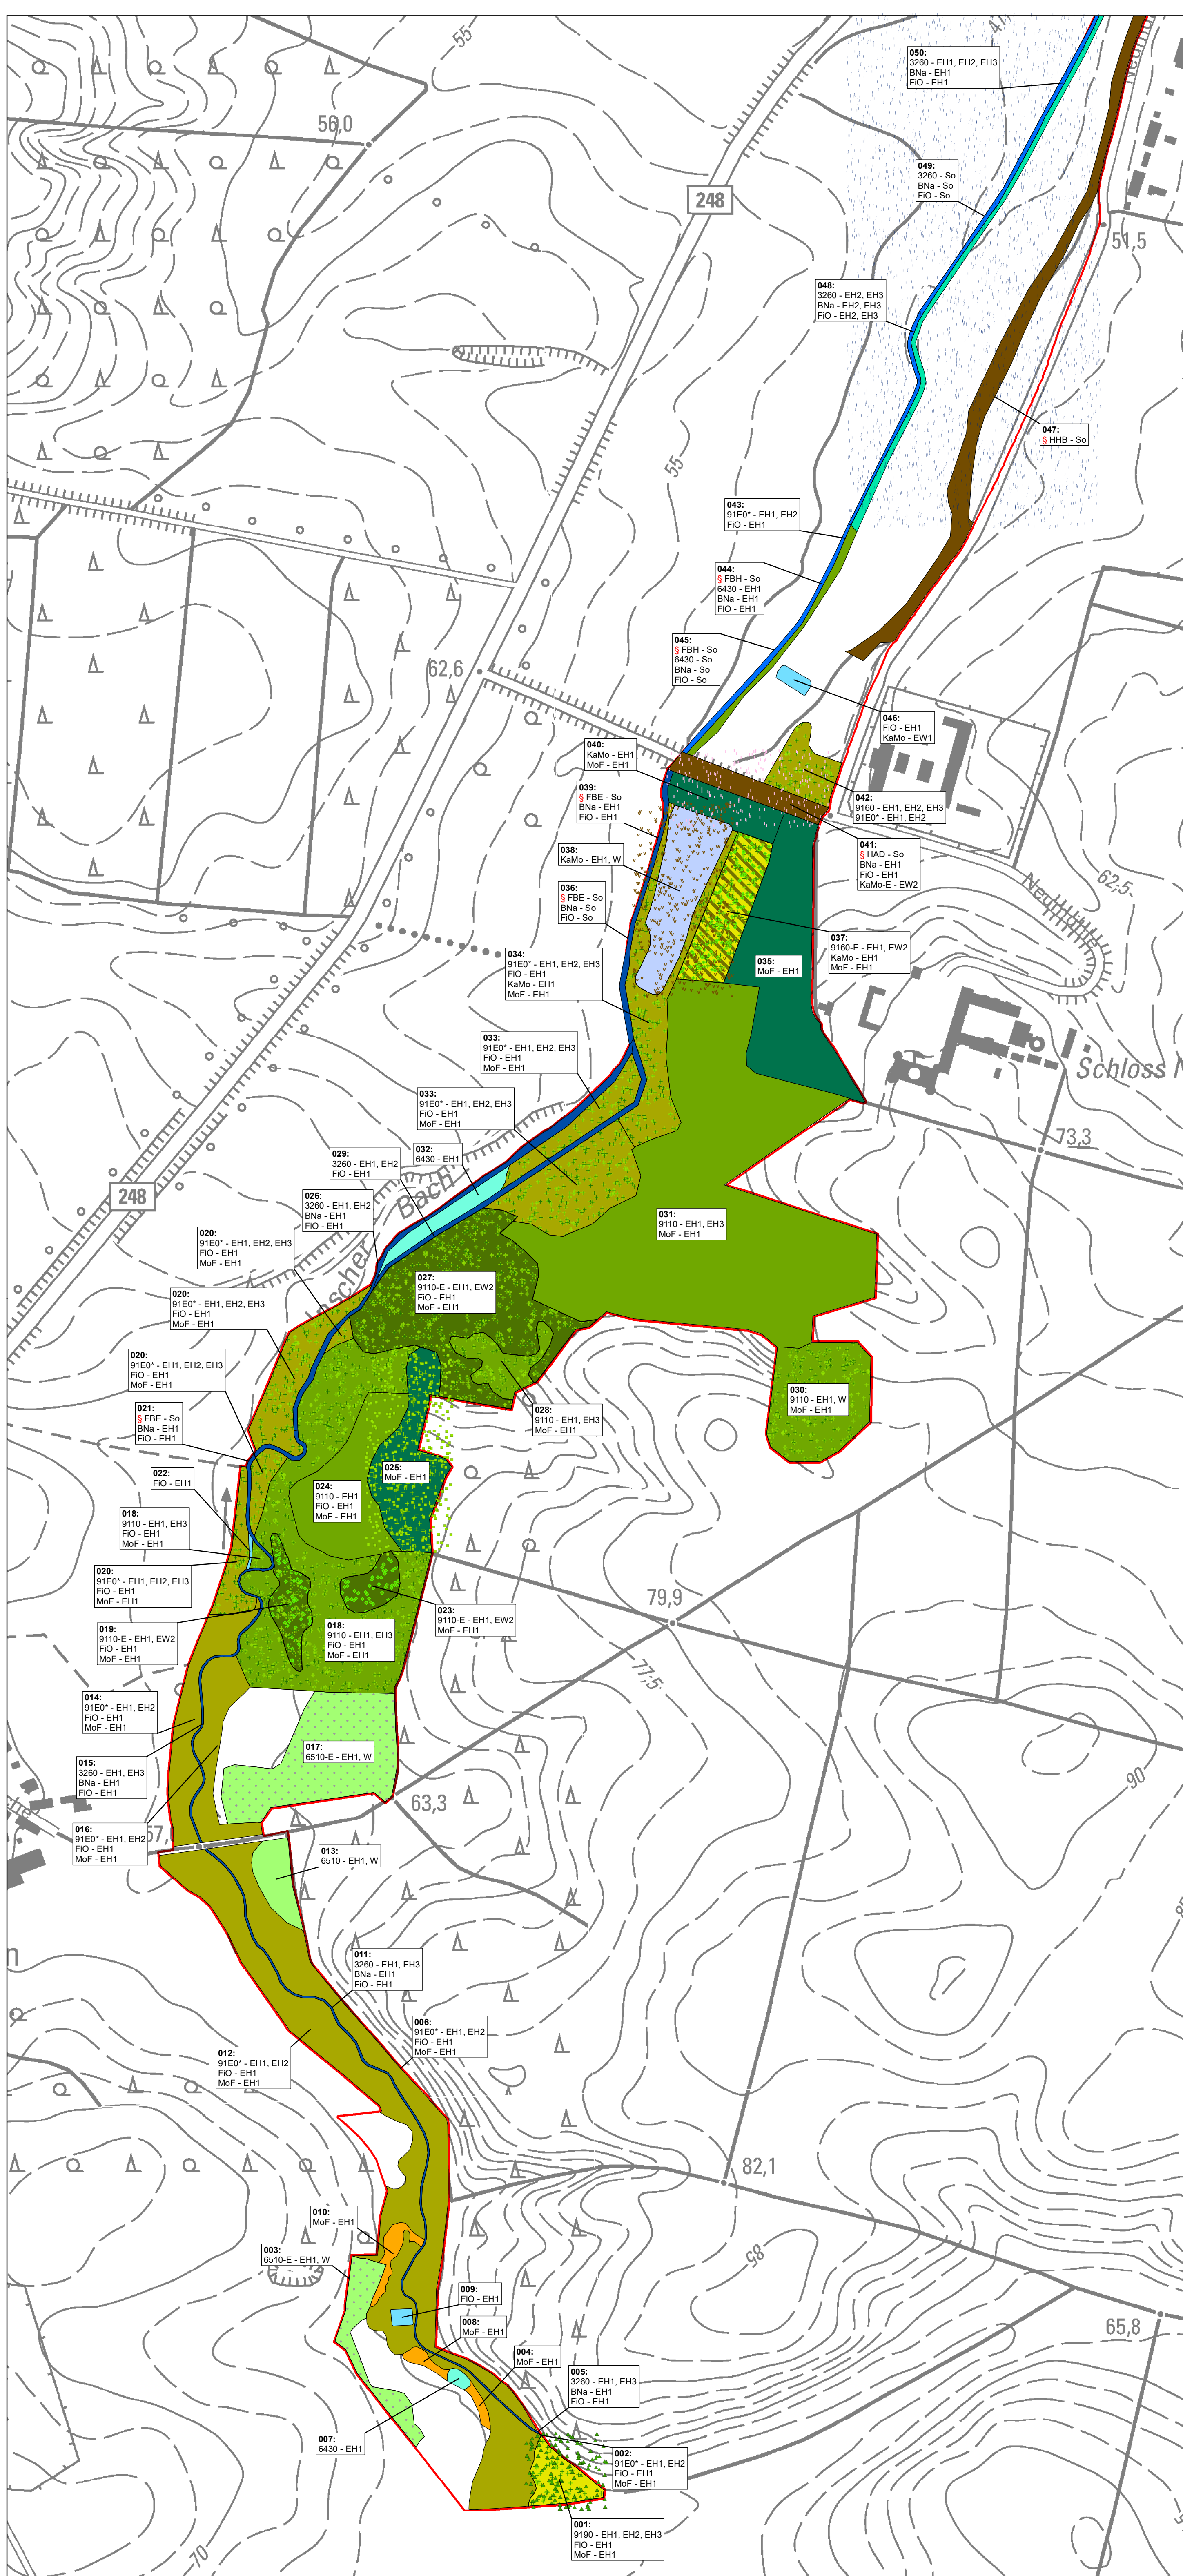 55
47
050:
3260 - EH1, EH2, EH3
BNa - EH1
FiO - EH1
56,0
049:
3260 - So
BNa - So
FiO - So
248
51,5
048:
3260 - EH2, EH3
BNa - EH2, EH3
FiO - EH2, EH3
047:
§ HHB - So
55
043:
91E0* - EH1, EH2
FiO - EH1
044:
§ FBH - So
6430 - EH1
BNa - EH1
FiO - EH1
045:
§ FBH - So
6430 - So
BNa - So
FiO - So
62,6
046:
FiO - EH1
KaMo - EW1
040:
KaMo - EH1
MoF - EH1
039:
§ FBE - So
BNa - EH1
FiO - EH1
042:
9160 - EH1, EH2, EH3
91E0* - EH1, EH2
038:
KaMo - EH1, W
041:
§ HAD - So
BNa - EH1
FiO - EH1
KaMo-E - EW2
62,5
Neumühle
036:
§ FBE - So
BNa - So
FiO - So
037:
9160-E - EH1, EW2
KaMo - EH1
MoF - EH1
034:
91E0* - EH1, EH2, EH3
FiO - EH1
KaMo - EH1
MoF - EH1
035:
MoF - EH1
033:
91E0* - EH1, EH2, EH3
FiO - EH1
MoF - EH1
Schloss N
033:
91E0* - EH1, EH2, EH3
FiO - EH1
MoF - EH1
73,3
032:
6430 - EH1
029:
3260 - EH1, EH2
FiO - EH1
Bach
248
026:
3260 - EH1, EH2
BNa - EH1
FiO - EH1
031:
9110 - EH1, EH3
MoF - EH1
020:
91E0* - EH1, EH2, EH3
FiO - EH1
MoF - EH1
027:
9110-E - EH1, EW2
FiO - EH1
MoF - EH1
020:
91E0* - EH1, EH2, EH3
FiO - EH1
MoF - EH1
020:
91E0* - EH1, EH2, EH3
FiO - EH1
MoF - EH1
030:
9110 - EH1, W
MoF - EH1
021:
§ FBE - So
BNa - EH1
FiO - EH1
028:
9110 - EH1, EH3
MoF - EH1
022:
FiO - EH1
025:
MoF - EH1
024:
9110 - EH1
FiO - EH1
MoF - EH1
018:
9110 - EH1, EH3
FiO - EH1
MoF - EH1
020:
91E0* - EH1, EH2, EH3
FiO - EH1
MoF - EH1
79,9
023:
9110-E - EH1, EW2
MoF - EH1
019:
9110-E - EH1, EW2
FiO - EH1
MoF - EH1
018:
9110 - EH1, EH3
FiO - EH1
MoF - EH1
77,5
014:
91E0* - EH1, EH2
FiO - EH1
MoF - EH1
017:
6510-E - EH1, W
015:
3260 - EH1, EH3
BNa - EH1
FiO - EH1
90
63,3
016:
91E0* - EH1, EH2
FiO - EH1
MoF - EH1
57,
013:
6510 - EH1, W
011:
3260 - EH1, EH3
BNa - EH1
FiO - EH1
006:
91E0* - EH1, EH2
FiO - EH1
MoF - EH1
012:
91E0* - EH1, EH2
FiO - EH1
MoF - EH1
82,1
010:
MoF - EH1
003:
6510-E - EH1, W
85
009:
FiO - EH1
65,8
008:
MoF - EH1
004:
MoF - EH1
005:
3260 - EH1, EH3
BNa - EH1
FiO - EH1
007:
6430 - EH1
002:
91E0* - EH1, EH2
FiO - EH1
MoF - EH1
001:
9190 - EH1, EH2, EH3
FiO - EH1
MoF - EH1
70